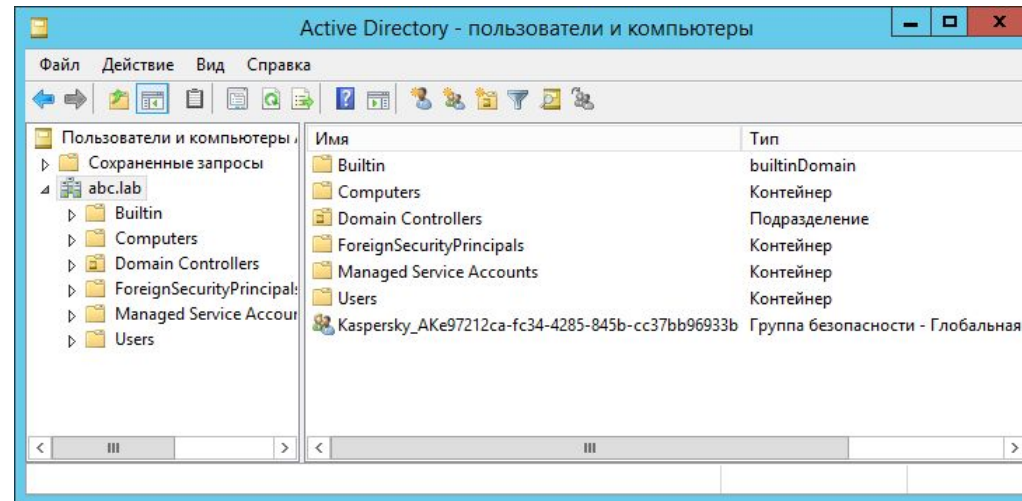 Active Directory - пользователи и компьютеры
Файл Действие Вид Справка
Пользователи и компьютеры
Сохраненные запросы
abc.lab
Builtin
Computers
Domain Controllers
ForeignSecurityPrincipals
Managed Service Accour
Users
Имя Тип
Builtin builtinDomain
Computers Контейнер
Domain Controllers Подразделение
ForeignSecurityPrincipals Контейнер
Managed Service Accounts Контейнер
Users Контейнер
Kaspersky_AKe97212ca-fc34-4285-845b-cc37bb96933b Группа безопасности - Глобальная